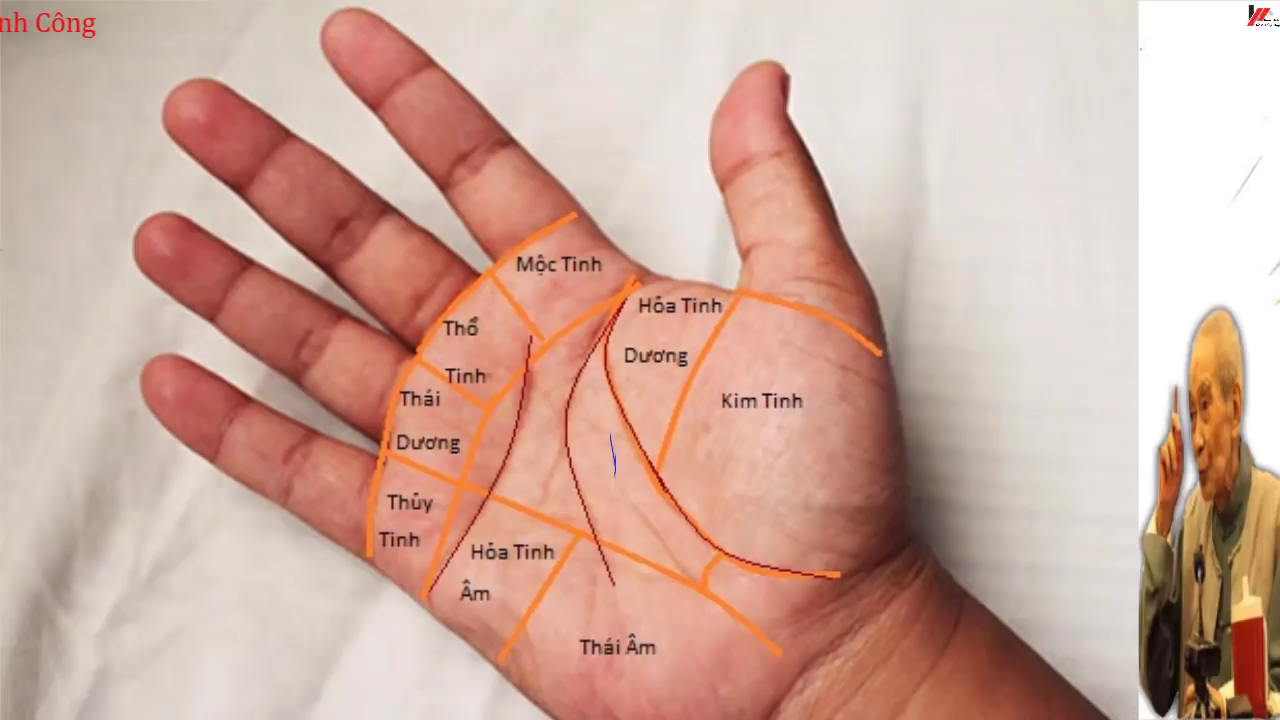 nh Công
Mộc Tinh
Hỏa Tinh
Dương
Thổ
Tinh
Thái
Dương
Kim Tinh
Thủy
Tinh
Hỏa Tinh
Âm
Thái Âm